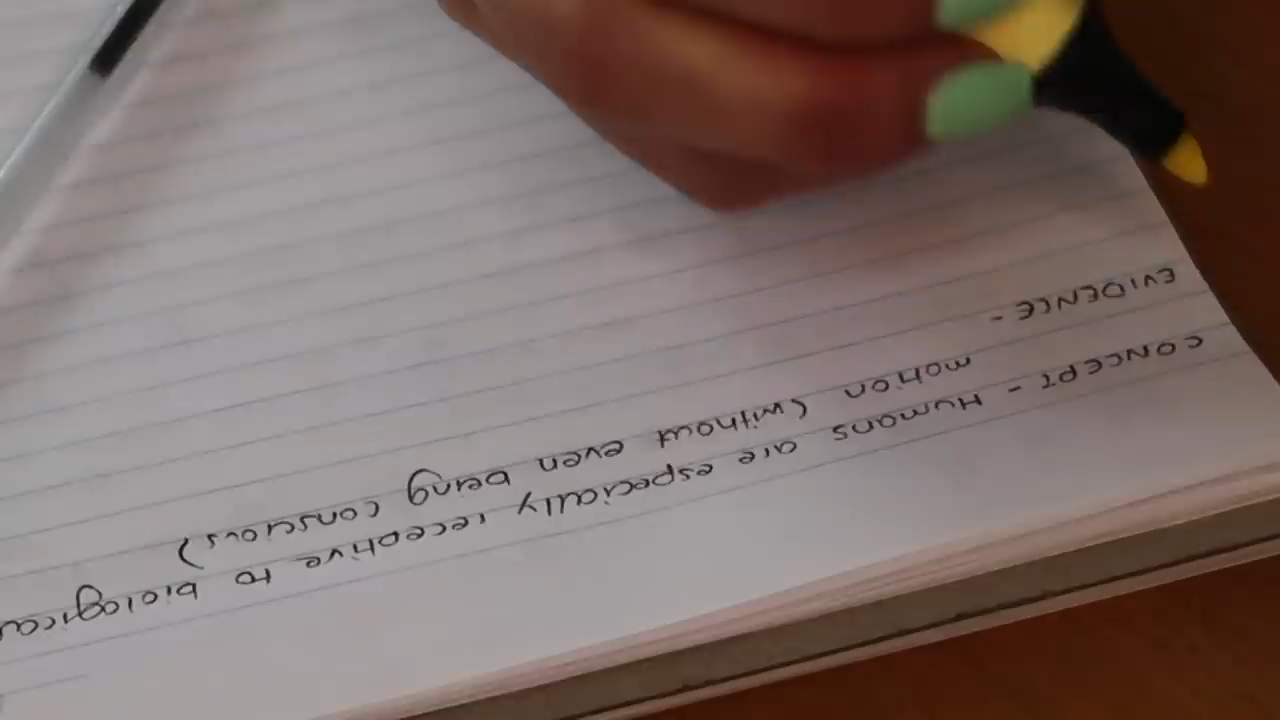 CONCEPT - Humans are especially receptive to biological
motion (without even being conscious)
EVIDENCE -